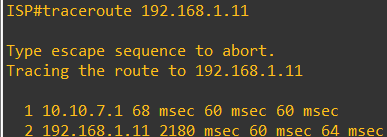 ISP#traceroute 192.168.1.11
Type escape sequence to abort.
Tracing the route to 192.168.1.11
1 10.10.7.1 68 msec 60 msec 60 msec
2 192.168.1.11 2180 msec 60 msec 64 msec